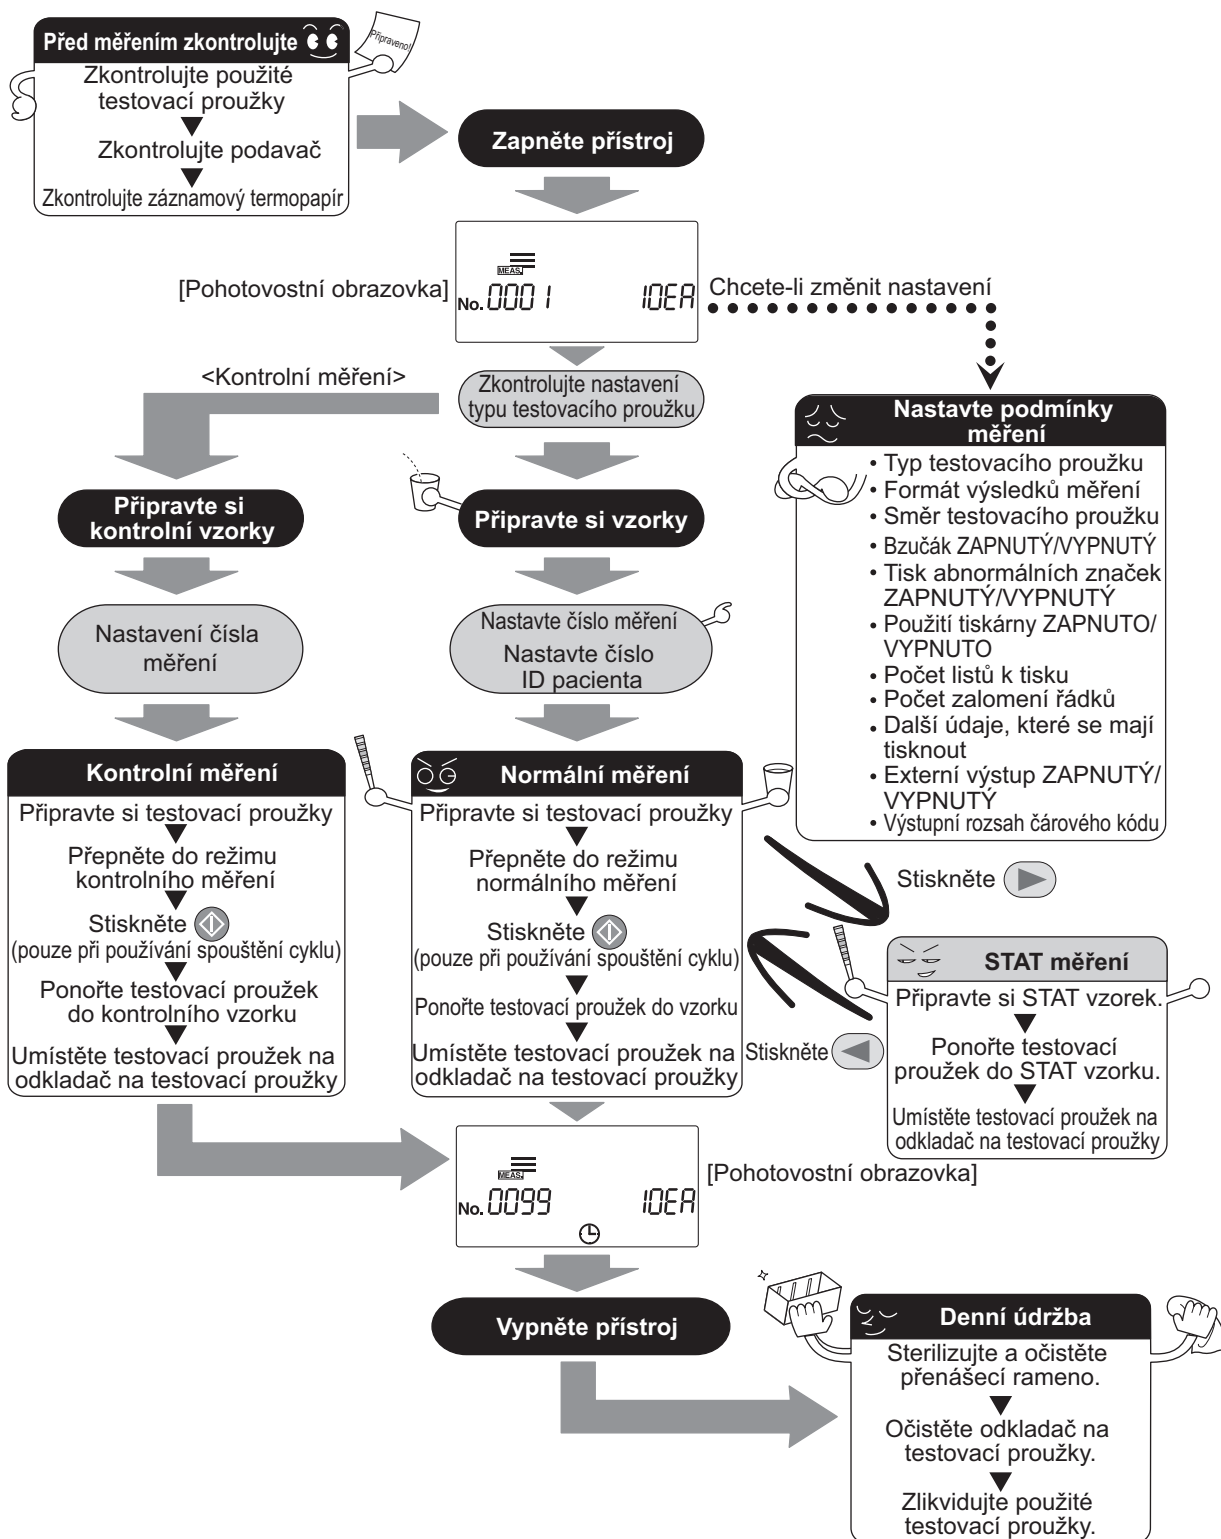 Před měřením zkontrolujte
Připraveno!
Zkontrolujte použité
testovací proužky
Zkontrolujte podavač
Zkontrolujte záznamový termopapír
Zapněte přístroj
[Pohotovostní obrazovka]
MEAS.
No. 0001 10EA
Chcete-li změnit nastavení
<Kontrolní měření>
Zkontrolujte nastavení
typu testovacího proužku
Nastavte podmínky
měření
• Typ testovacího proužku
• Formát výsledků měření
• Směr testovacího proužku
• Bzučák ZAPNUTÝ/VYPNUTÝ
• Tisk abnormálních značek
ZAPNUTÝ/VYPNUTÝ
• Použití tiskárny ZAPNUTO/
VYPNUTO
• Počet listů k tisku
• Počet zalomení řádků
• Další údaje, které se mají
tisknout
• Externí výstup ZAPNUTÝ/
VYPNUTÝ
• Výstupní rozsah čárového kódu
Připravte si
kontrolní vzorky
Připravte si vzorky
Nastavení čísla
měření
Nastavte číslo měření
Nastavte číslo
ID pacienta
Kontrolní měření
Připravte si testovací proužky
Přepněte do režimu
kontrolního měření
Stiskněte
(pouze při používání spouštění cyklu)
Ponořte testovací proužek
do kontrolního vzorku
Umístěte testovací proužek na
odkladač na testovací proužky
Normální měření
Připravte si testovací proužky
Přepněte do režimu
normálního měření
Stiskněte
(pouze při používání spouštění cyklu)
Ponořte testovací proužek do vzorku
Umístěte testovací proužek na
odkladač na testovací proužky
Stiskněte
Stiskněte
STAT měření
Připravte si STAT vzorek.
Ponořte testovací
proužek do STAT vzorku.
Umístěte testovací proužek na
odkladač na testovací proužky
MEAS.
No. 0099 10EA
[Pohotovostní obrazovka]
Vypněte přístroj
Denní údržba
Sterilizujte a očistěte
přenášecí rameno.
Očistěte odkladač na
testovací proužky.
Zlikvidujte použité
testovací proužky.